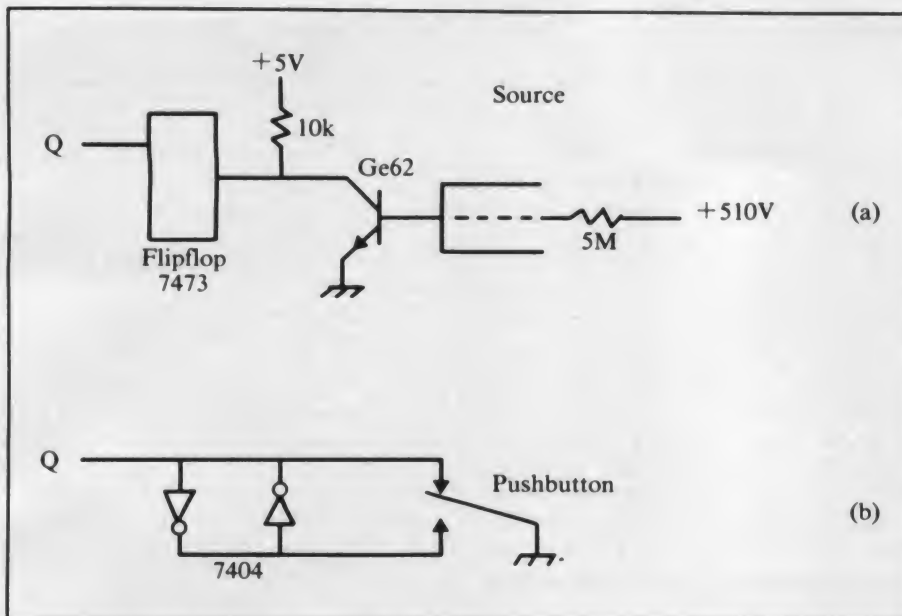 +5V
Source
10k
Q
Ge62
+510V
(a)
5M
Flipflop
7473
Q
Pushbutton
(b)
7404